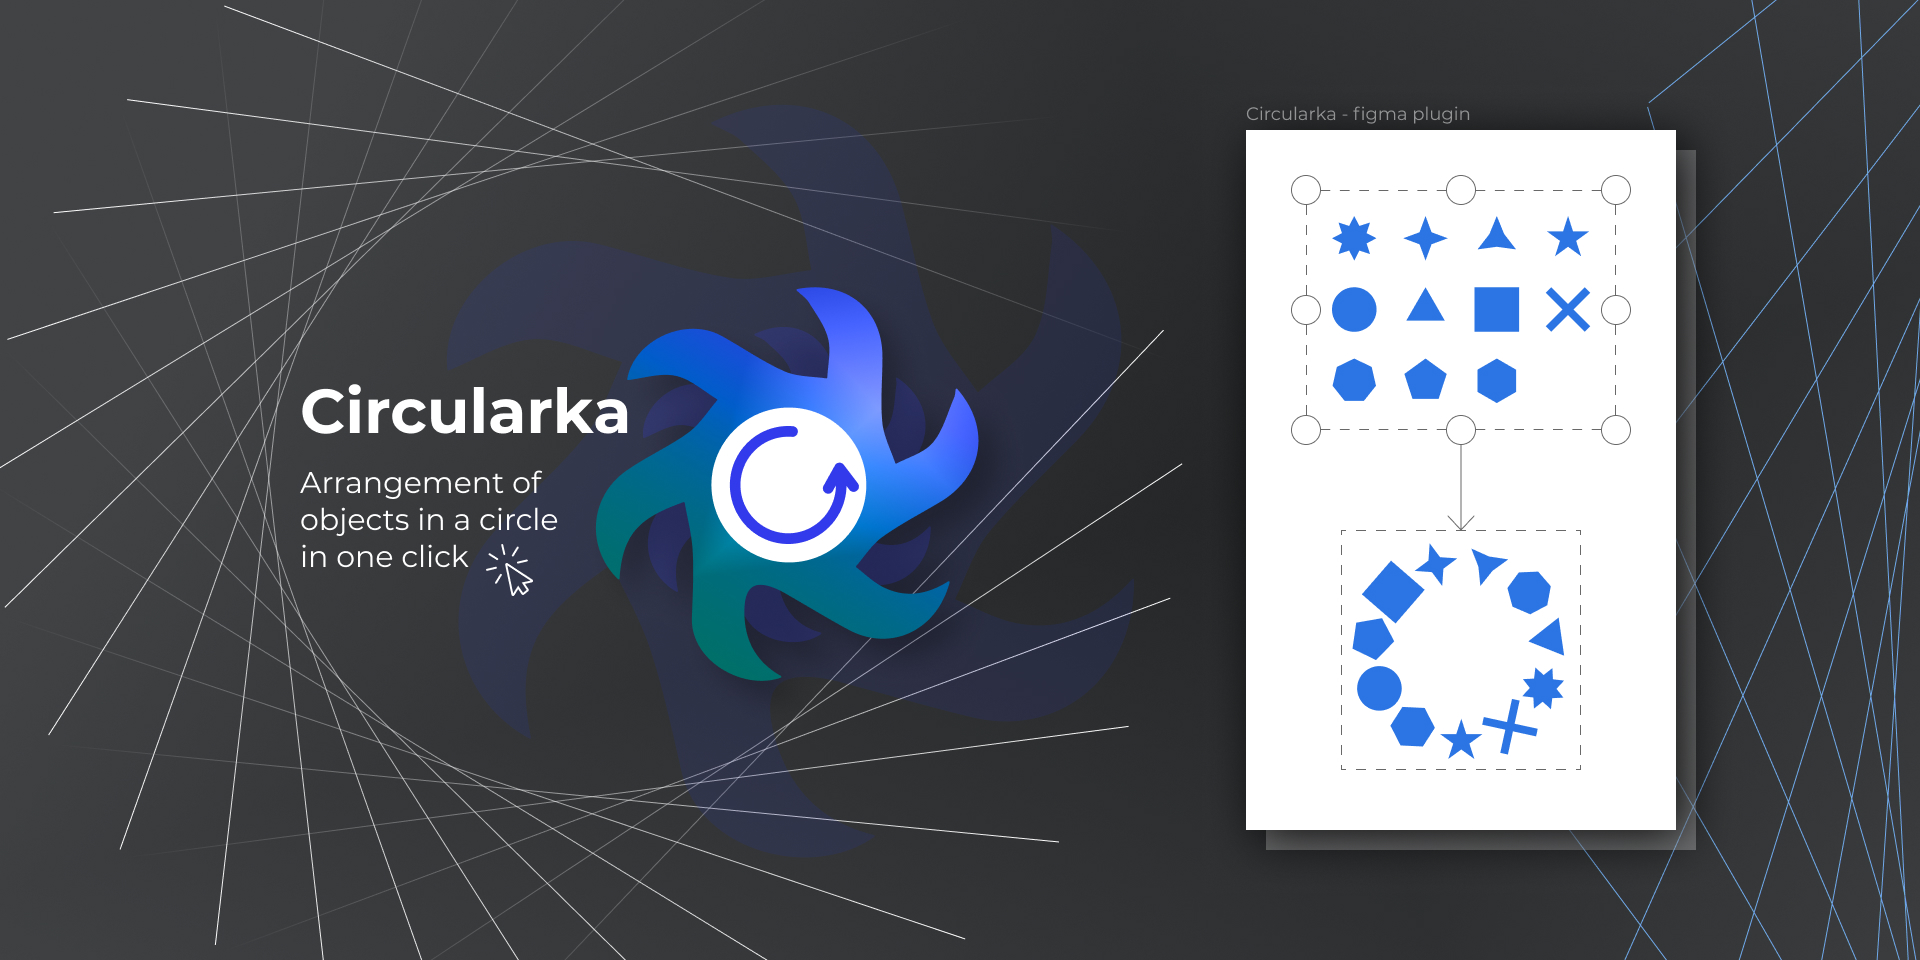 Circularka
Arrangement of
objects in a circle
in one click
Circularka - figma plugin